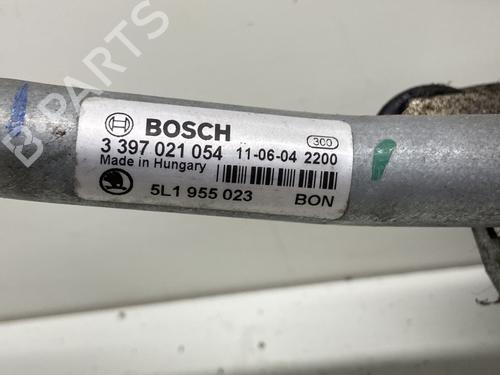 BOSCH
300
3 397 021 054 11-06-04 2200
Made in Hungary
5L1 955 023 BON
B-PARTS